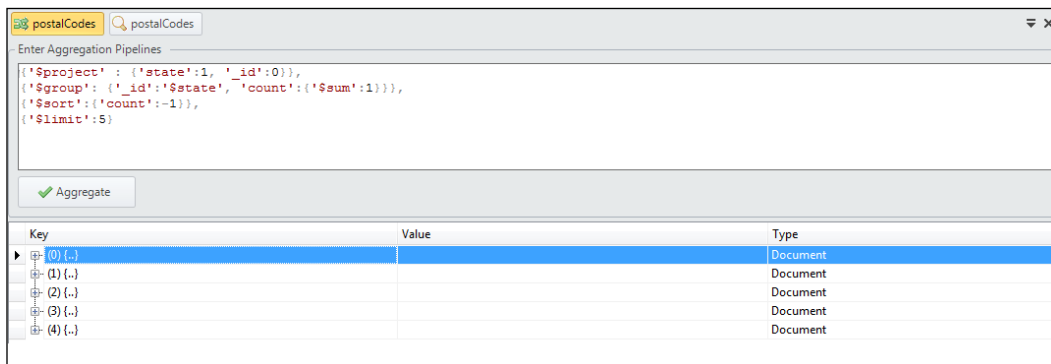 postalCodes postalCodes
Enter Aggregation Pipelines
{'$project' : {'state':1, '_id':0}},
{'$group': {'_id':'$state', 'count':{'$sum':1}}},
{'$sort':{'count':-1}},
{'$limit':5}
Aggregate
Key Value Type
(0) {..} Document
(1) {..} Document
(2) {..} Document
(3) {..} Document
(4) {..} Document